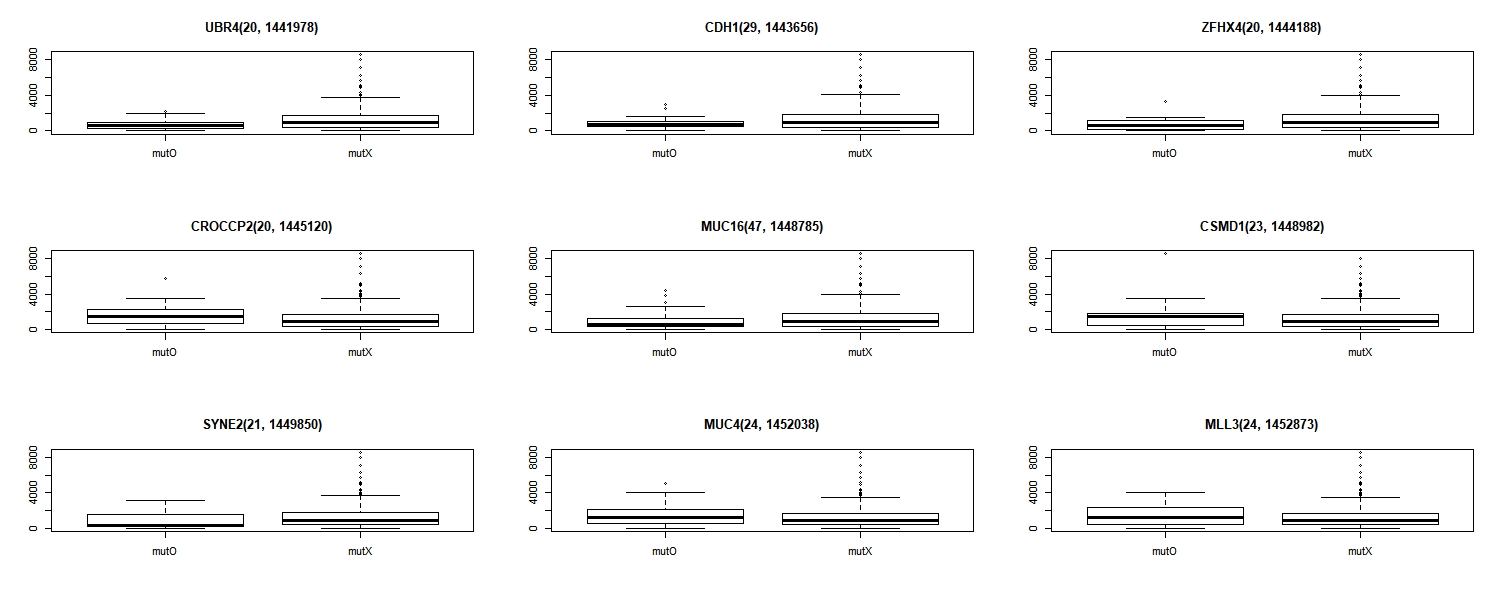 UBR4(20, 1441978)
CDH1(29, 1443656)
ZFHX4(20, 1444188)
0 4000 8000
0 4000 8000
0 4000 8000
mutO mutX
mutO mutX
mutO mutX
CROCCP2(20, 1445120)
MUC16(47, 1448785)
CSMD1(23, 1448982)
0 4000 8000
0 4000 8000
0 4000 8000
mutO mutX
mutO mutX
mutO mutX
SYNE2(21, 1449850)
MUC4(24, 1452038)
MLL3(24, 1452873)
0 4000 8000
0 4000 8000
0 4000 8000
mutO mutX
mutO mutX
mutO mutX